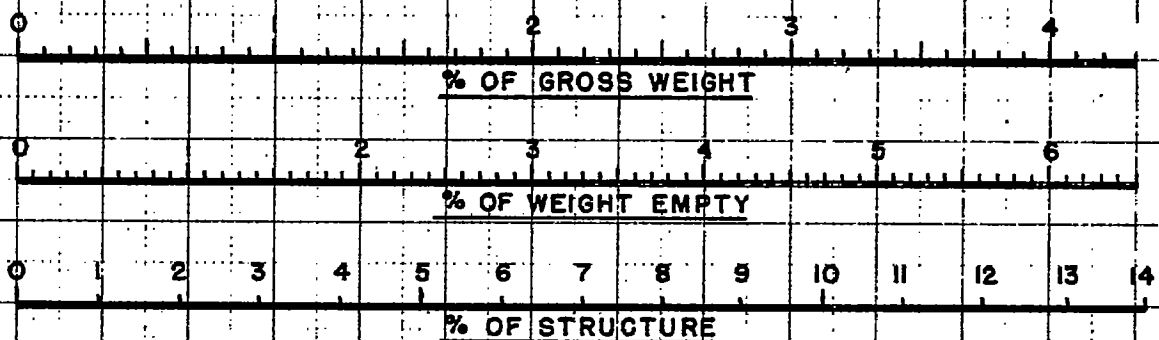 0 1 2 3 4
% OF GROSS WEIGHT
0 2 3 4 5 6
% OF WEIGHT EMPTY
0 1 2 3 4 5 6 7 8 9 10 11 12 13 14
% OF STRUCTURE